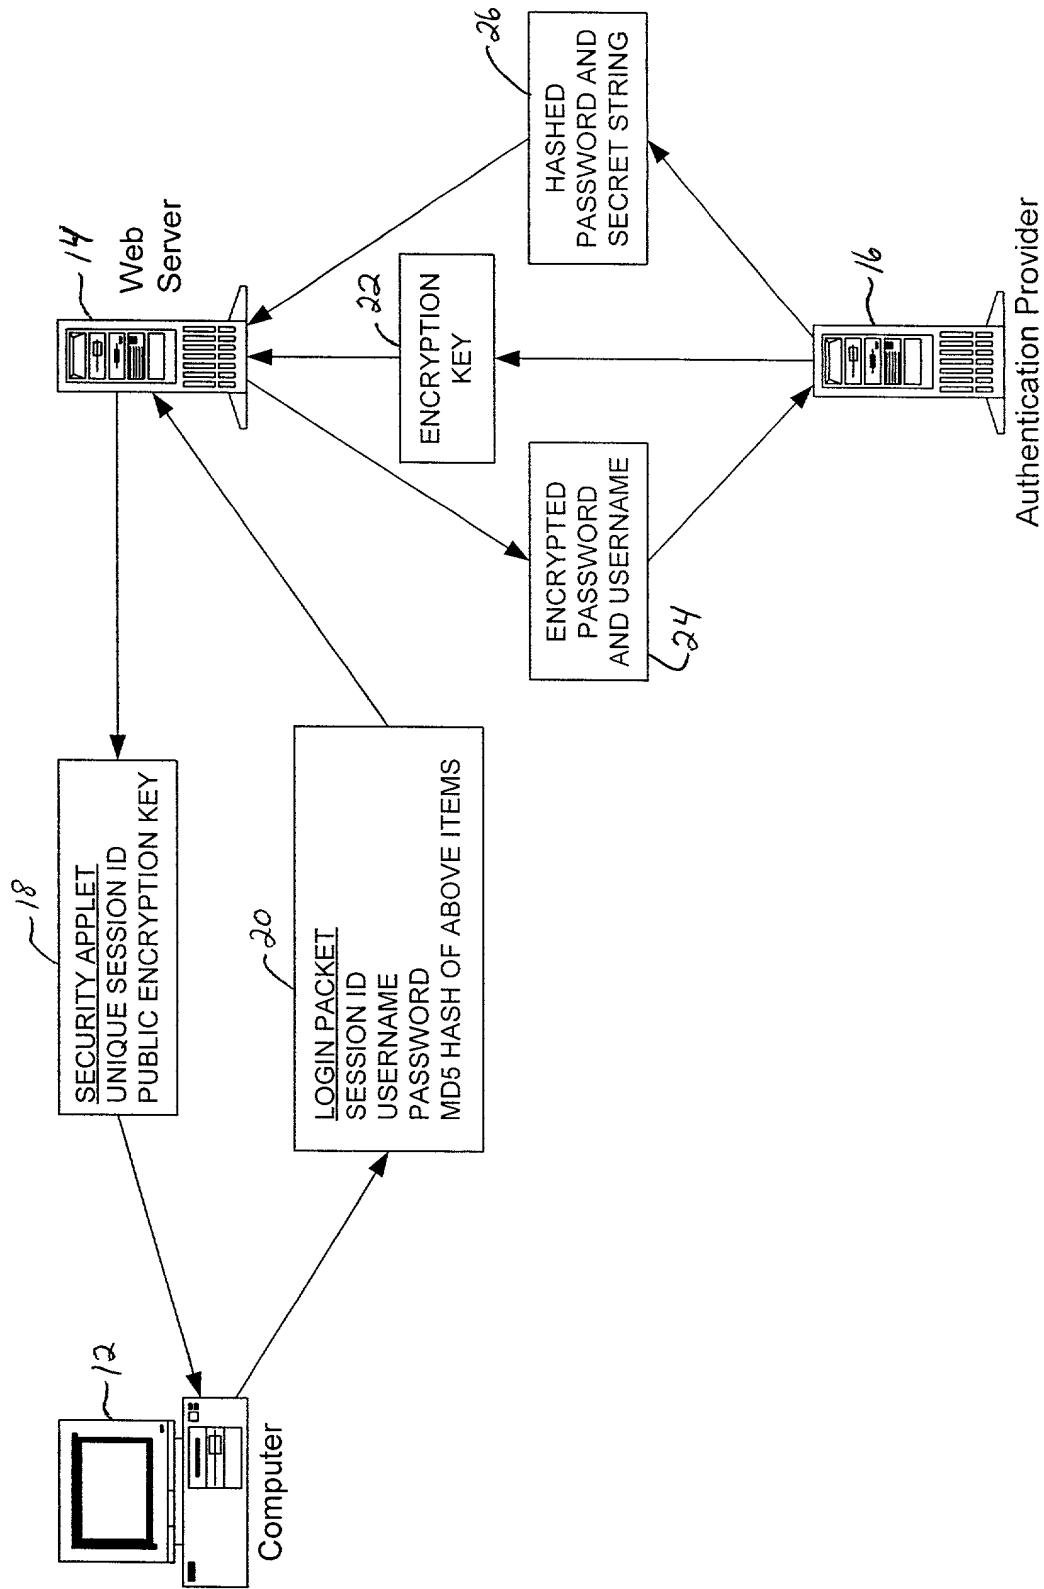 12
Computer
18
SECURITY APPLET
UNIQUE SESSION ID
PUBLIC ENCRYPTION KEY
20
LOGIN PACKET
SESSION ID
USERNAME
PASSWORD
MD5 HASH OF ABOVE ITEMS
14
Web
Server
22
ENCRYPTION
KEY
24
ENCRYPTED
PASSWORD
AND USERNAME
26
HASHED
PASSWORD AND
SECRET STRING
16
Authentication Provider